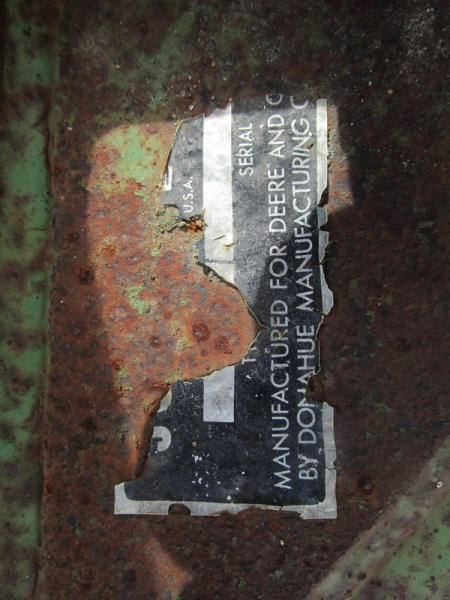 J E
U.S.A.
T SERIAL
MANUFACTURED FOR DEERE AND C
BY DONAHUE MANUFACTURING C